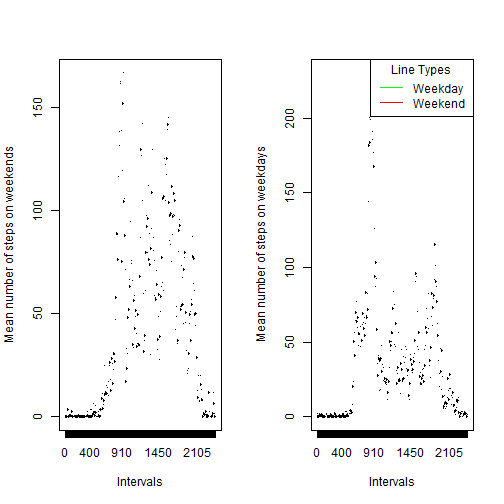 Mean number of steps on weekends
0
50
100
150
0
400
910
1450
2105
Intervals
Mean number of steps on weekdays
0
50
100
150
200
0
400
910
1450
2105
Intervals
Line Types
Weekday
Weekend